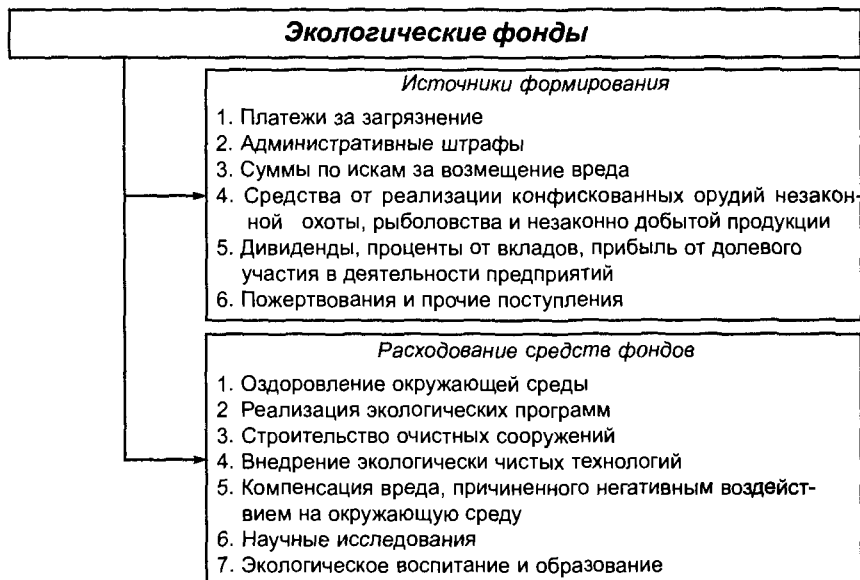 Экологические фонды
Источники формирования
1. Платежи за загрязнение
2. Административные штрафы
3. Суммы по искам за возмещение вреда
4. Средства от реализации конфискованных орудий незакон-
ной охоты, рыболовства и незаконно добытой продукции
5. Дивиденды, проценты от вкладов, прибыль от долевого
участия в деятельности предприятий
6. Пожертвования и прочие поступления
Расходование средств фондов
1. Оздоровление окружающей среды
2 Реализация экологических программ
3. Строительство очистных сооружений
4. Внедрение экологически чистых технологий
5. Компенсация вреда, причиненного негативным воздейст-
вием на окружающую среду
6. Научные исследования
7. Экологическое воспитание и образование